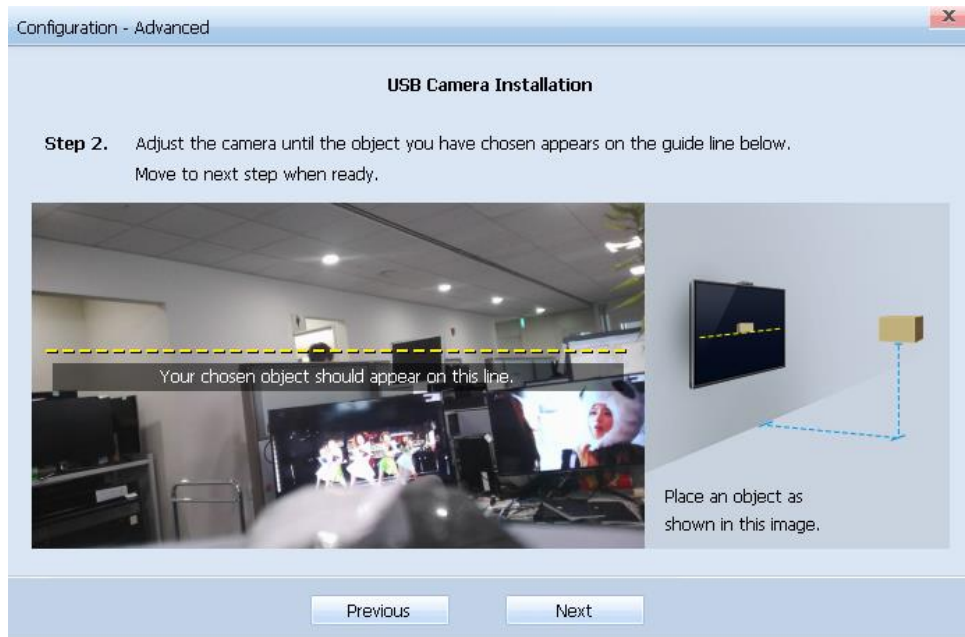 Configuration - Advanced
USB Camera Installation
Step 2. Adjust the camera until the object you have chosen appears on the guide line below.
Move to next step when ready.
Your chosen object should appear on this line.
Place an object as
shown in this image.
Previous Next